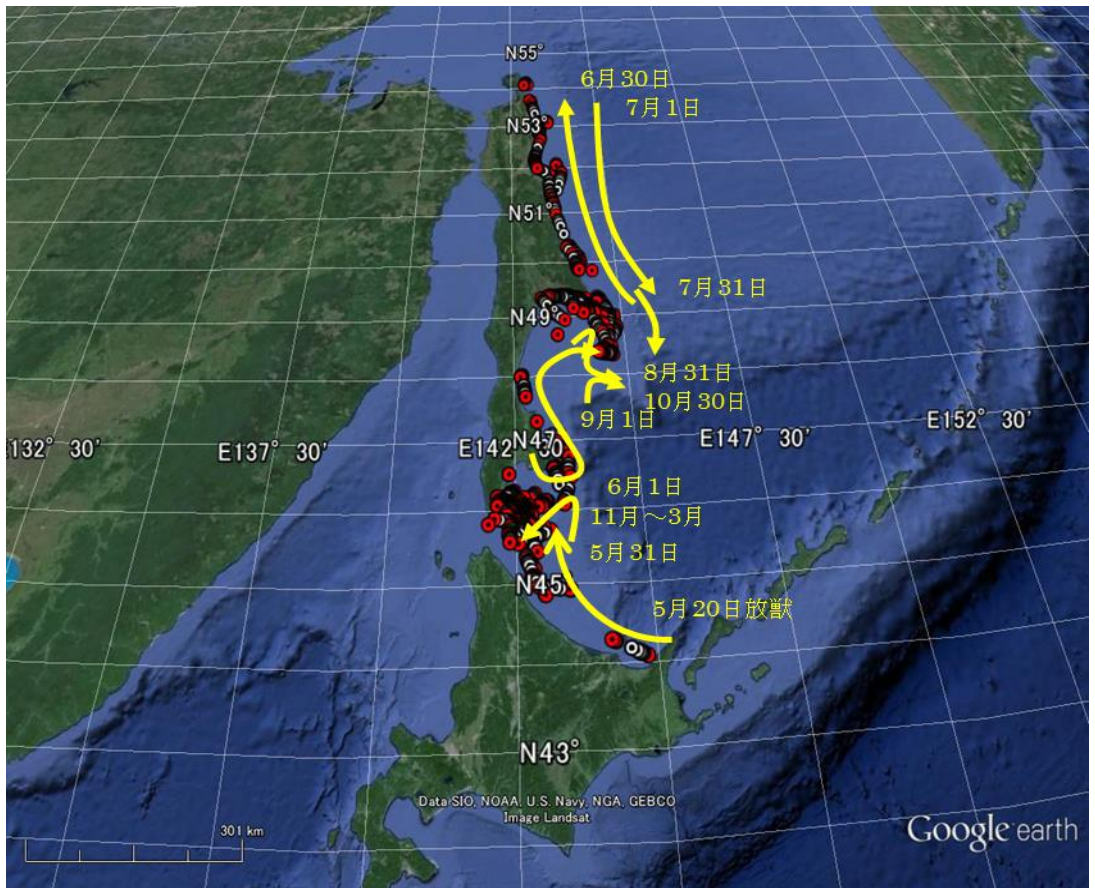 N55°
6月30日
N53°
7月1日
N51°
7月31日
N49°
8月31日
10月30日
9月1日
E152° 30′
E147° 30′
N47
E132° 30′
E137° 30′
E142° 30′
6月1日
11月～3月
5月31日
N45
5月20日放獣
N43°
Data SIO, NOAA, U.S. Navy, NGA, GEBCO
Image Landsat
301 km
Google earth